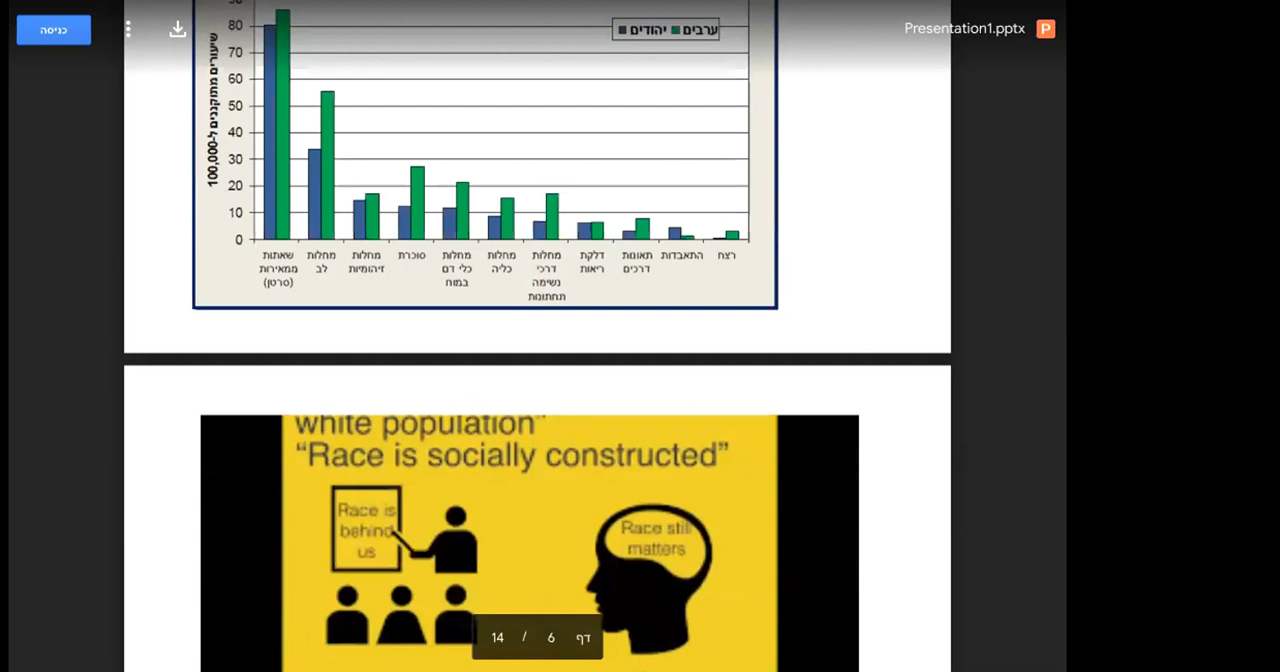 כניסה
Presentation1.pptx
P
יהודים ערבים
שיעורים מתוקננים ל-100,000
80
70
60
50
40
30
20
10
0
שאתות
ממאירות
(סרטן)
מחלות
לב
מחלות
זיהומיות
סוכרת
מחלות
כלי דם
במוח
מחלות
כליה
מחלות
דרכי
נשימה
תחתונות
דלקת
ריאות
תאונות
דרכים
התאבדות
רצח
white population"
“Race is socially constructed”
Race is
behind
us
Race still
matters
דף 6 / 14